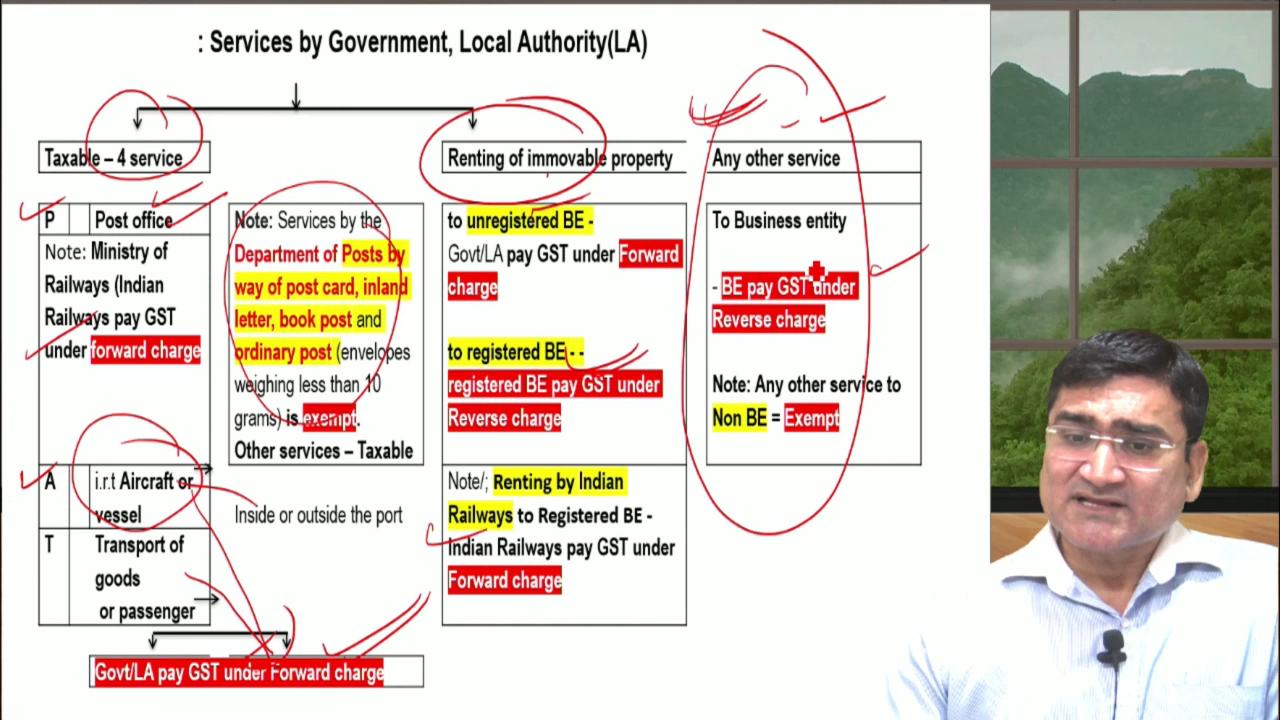 : Services by Government, Local Authority(LA)
Taxable – 4 service
P Post office
Note: Ministry of
Railways (Indian
Railways pay GST
under forward charge
A i.r.t Aircraft or
vessel
T Transport of
goods
or passenger
Note: Services by the
Department of Posts by
way of post card, inland
letter, book post and
ordinary post (envelopes
weighing less than 10
grams) is exempt.
Other services – Taxable
Inside or outside the port
Govt/LA pay GST under Forward charge
Renting of immovable property
to unregistered BE -
Govt/LA pay GST under Forward
charge
to registered BE - -
registered BE pay GST under
Reverse charge
Note/; Renting by Indian
Railways to Registered BE -
Indian Railways pay GST under
Forward charge
Any other service
To Business entity
- BE pay GST under
Reverse charge
Note: Any other service to
Non BE = Exempt